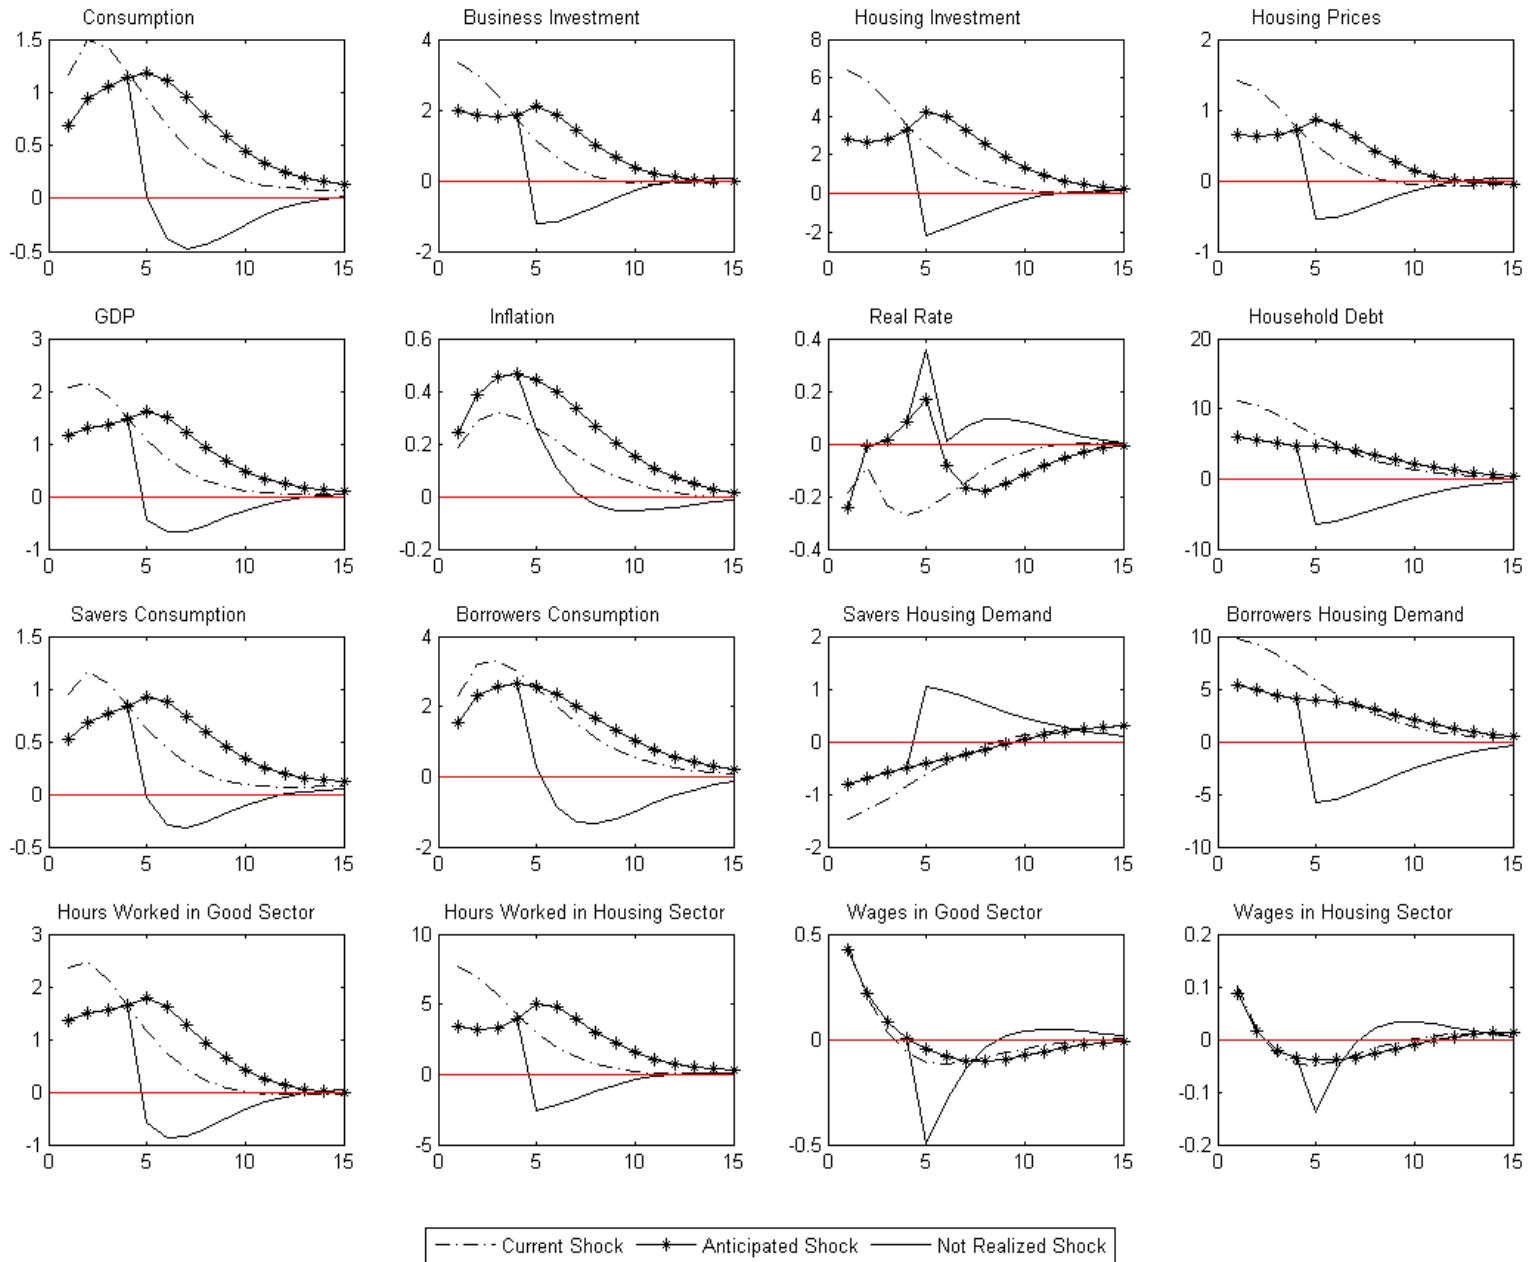 Consumption
1.5
1
0.5
0
-0.5
0 5 10 15
Business Investment
4
2
0
-2
0 5 10 15
Housing Investment
8
6
4
2
0
-2
0 5 10 15
Housing Prices
2
1
0
-1
0 5 10 15
GDP
3
2
1
0
-1
0 5 10 15
Inflation
0.6
0.4
0.2
0
-0.2
0 5 10 15
Real Rate
0.4
0.2
0
-0.2
-0.4
0 5 10 15
Household Debt
20
10
0
-10
0 5 10 15
Savers Consumption
1.5
1
0.5
0
-0.5
0 5 10 15
Borrowers Consumption
4
2
0
-2
0 5 10 15
Savers Housing Demand
2
1
0
-1
-2
0 5 10 15
Borrowers Housing Demand
10
5
0
-5
-10
0 5 10 15
Hours Worked in Good Sector
3
2
1
0
-1
0 5 10 15
Hours Worked in Housing Sector
10
5
0
-5
0 5 10 15
Wages in Good Sector
0.5
0
-0.5
0 5 10 15
Wages in Housing Sector
0.2
0.1
0
-0.1
-0.2
0 5 10 15
Current Shock Anticipated Shock Not Realized Shock